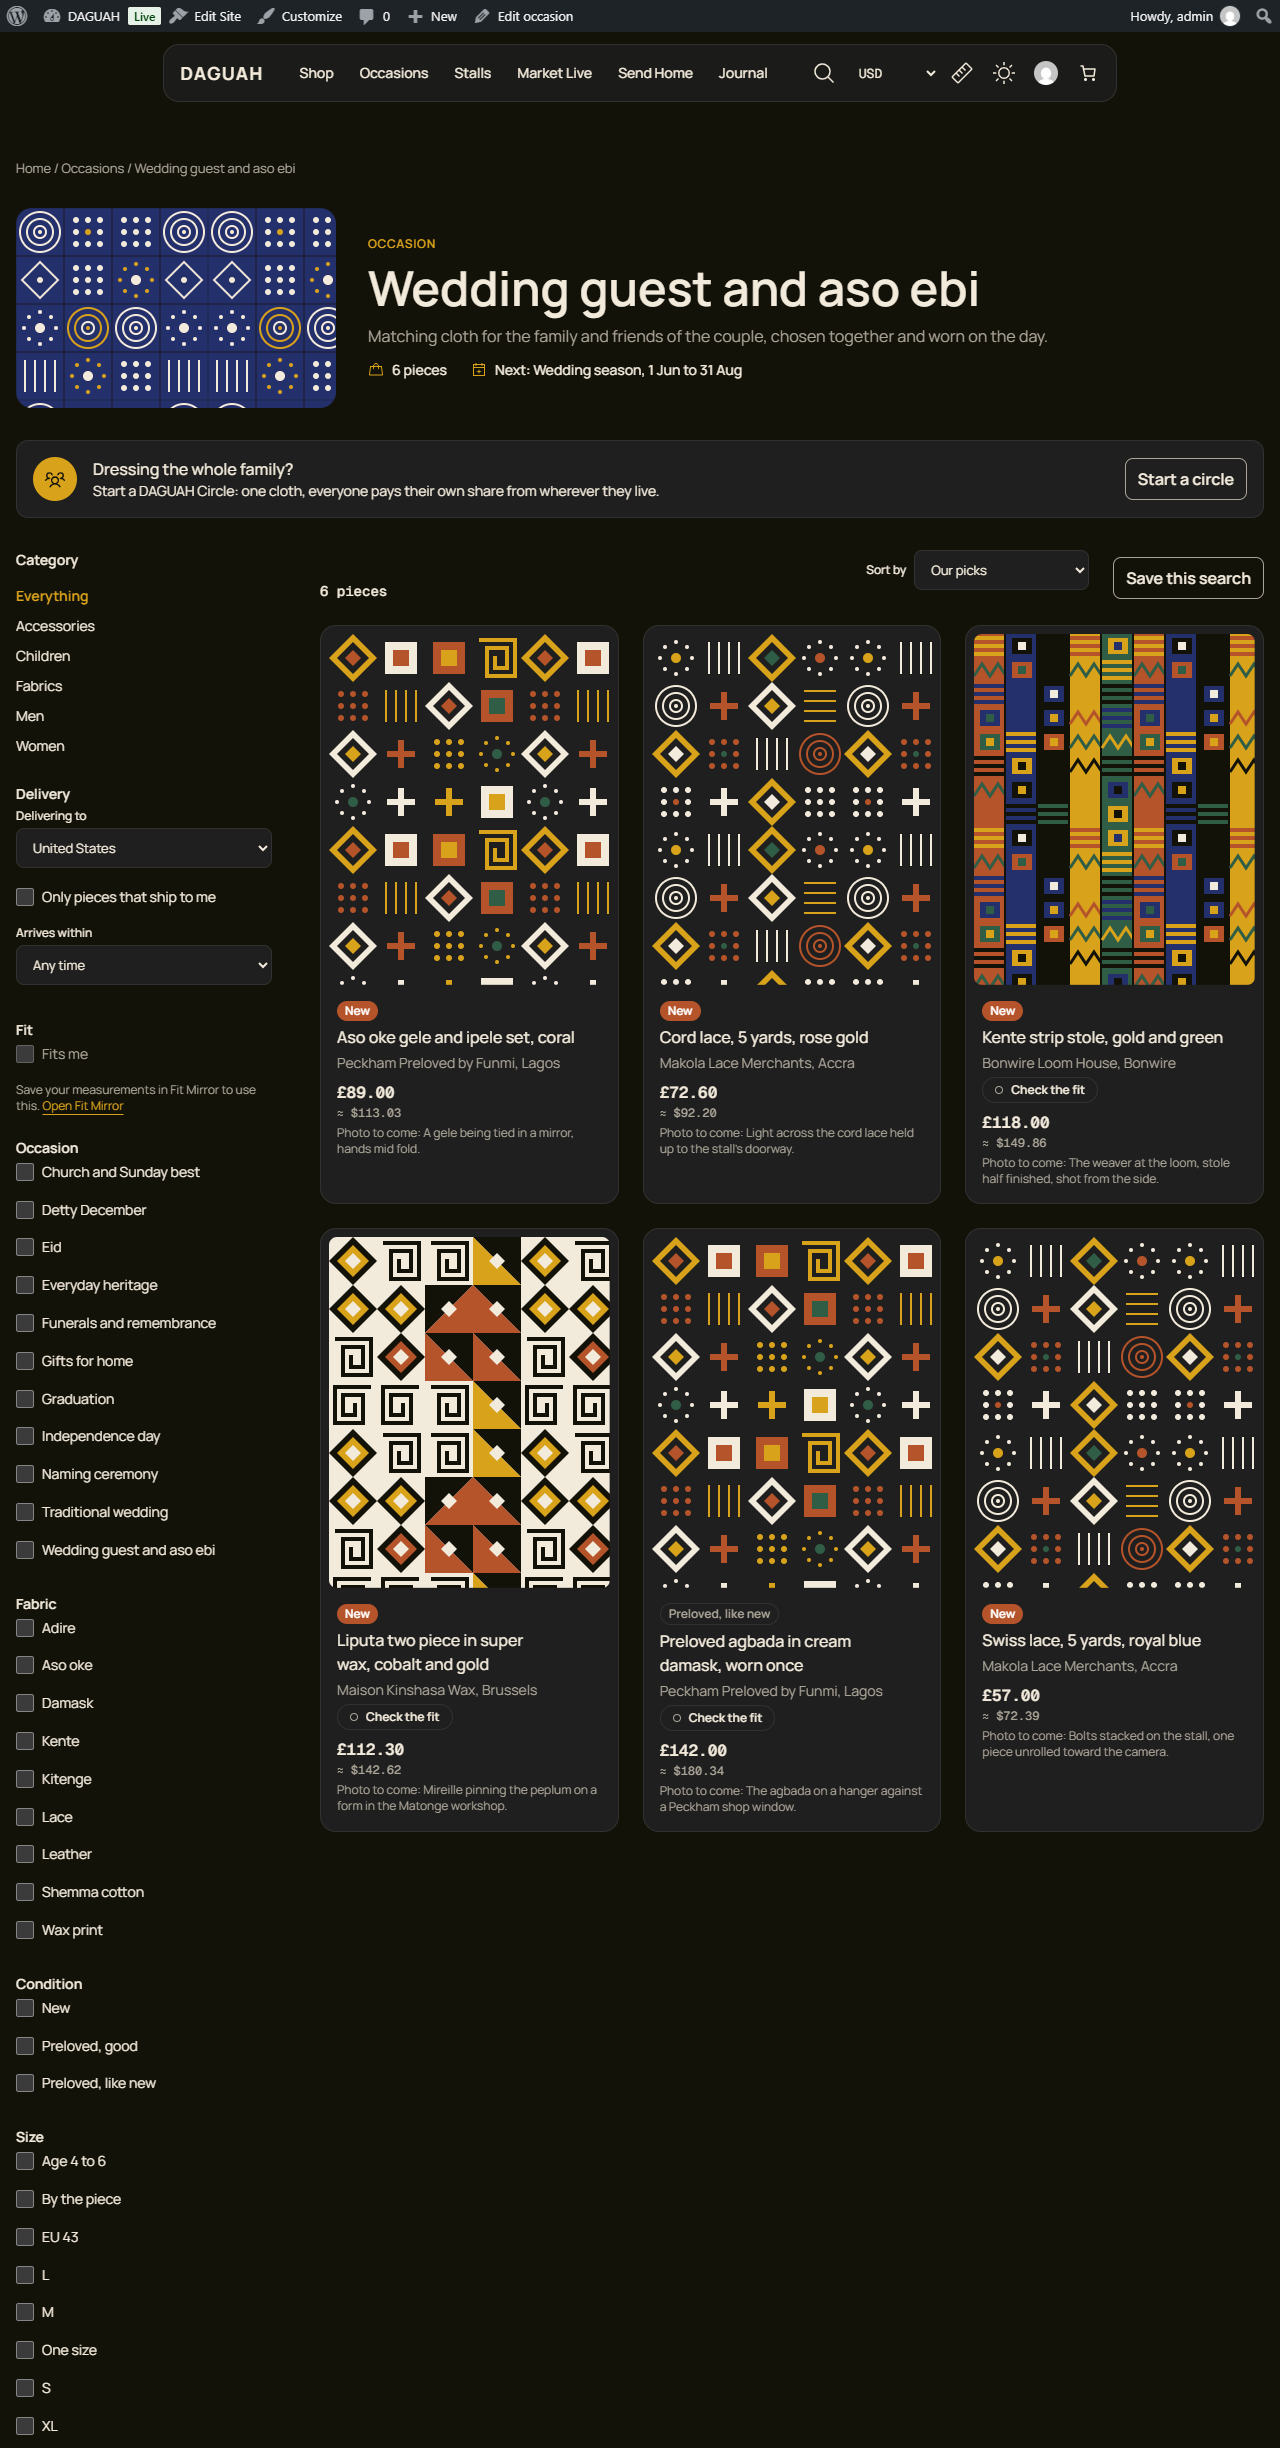 DAGUAH Live Edit Site Customize 0 New Edit occasion Howdy, admin
DAGUAH Shop Occasions Stalls Market Live Send Home Journal USD
Home / Occasions / Wedding guest and aso ebi
OCCASION
Wedding guest and aso ebi
Matching cloth for the family and friends of the couple, chosen together and worn on the day.
6 pieces Next: Wedding season, 1 Jun to 31 Aug
Dressing the whole family?
Start a DAGUAH Circle: one cloth, everyone pays their own share from wherever they live.
Start a circle
Category
Everything
Accessories
Children
Fabrics
Men
Women
Delivery
Delivering to
United States
Only pieces that ship to me
Arrives within
Any time
Fit
Fits me
Save your measurements in Fit Mirror to use
this. Open Fit Mirror
Occasion
Church and Sunday best
Detty December
Eid
Everyday heritage
Funerals and remembrance
Gifts for home
Graduation
Independence day
Naming ceremony
Traditional wedding
Wedding guest and aso ebi
Fabric
Adire
Aso oke
Damask
Kente
Kitenge
Lace
Leather
Shemma cotton
Wax print
Condition
New
Preloved, good
Preloved, like new
Size
Age 4 to 6
By the piece
EU 43
L
M
One size
S
XL
6 pieces
Sort by Our picks
Save this search
New
Aso oke gele and ipele set, coral
Peckham Preloved by Funmi, Lagos
£89.00
≈ $113.03
Photo to come: A gele being tied in a mirror,
hands mid fold.
New
Cord lace, 5 yards, rose gold
Makola Lace Merchants, Accra
£72.60
≈ $92.20
Photo to come: Light across the cord lace held
up to the stall's doorway.
New
Kente strip stole, gold and green
Bonwire Loom House, Bonwire
Check the fit
£118.00
≈ $149.86
Photo to come: The weaver at the loom, stole
half finished, shot from the side.
New
Liputa two piece in super
wax, cobalt and gold
Maison Kinshasa Wax, Brussels
Check the fit
£112.30
≈ $142.62
Photo to come: Mireille pinning the peplum on a
form in the Matonge workshop.
Preloved, like new
Preloved agbada in cream
damask, worn once
Peckham Preloved by Funmi, Lagos
Check the fit
£142.00
≈ $180.34
Photo to come: The agbada on a hanger against
a Peckham shop window.
New
Swiss lace, 5 yards, royal blue
Makola Lace Merchants, Accra
£57.00
≈ $72.39
Photo to come: Bolts stacked on the stall, one
piece unrolled toward the camera.